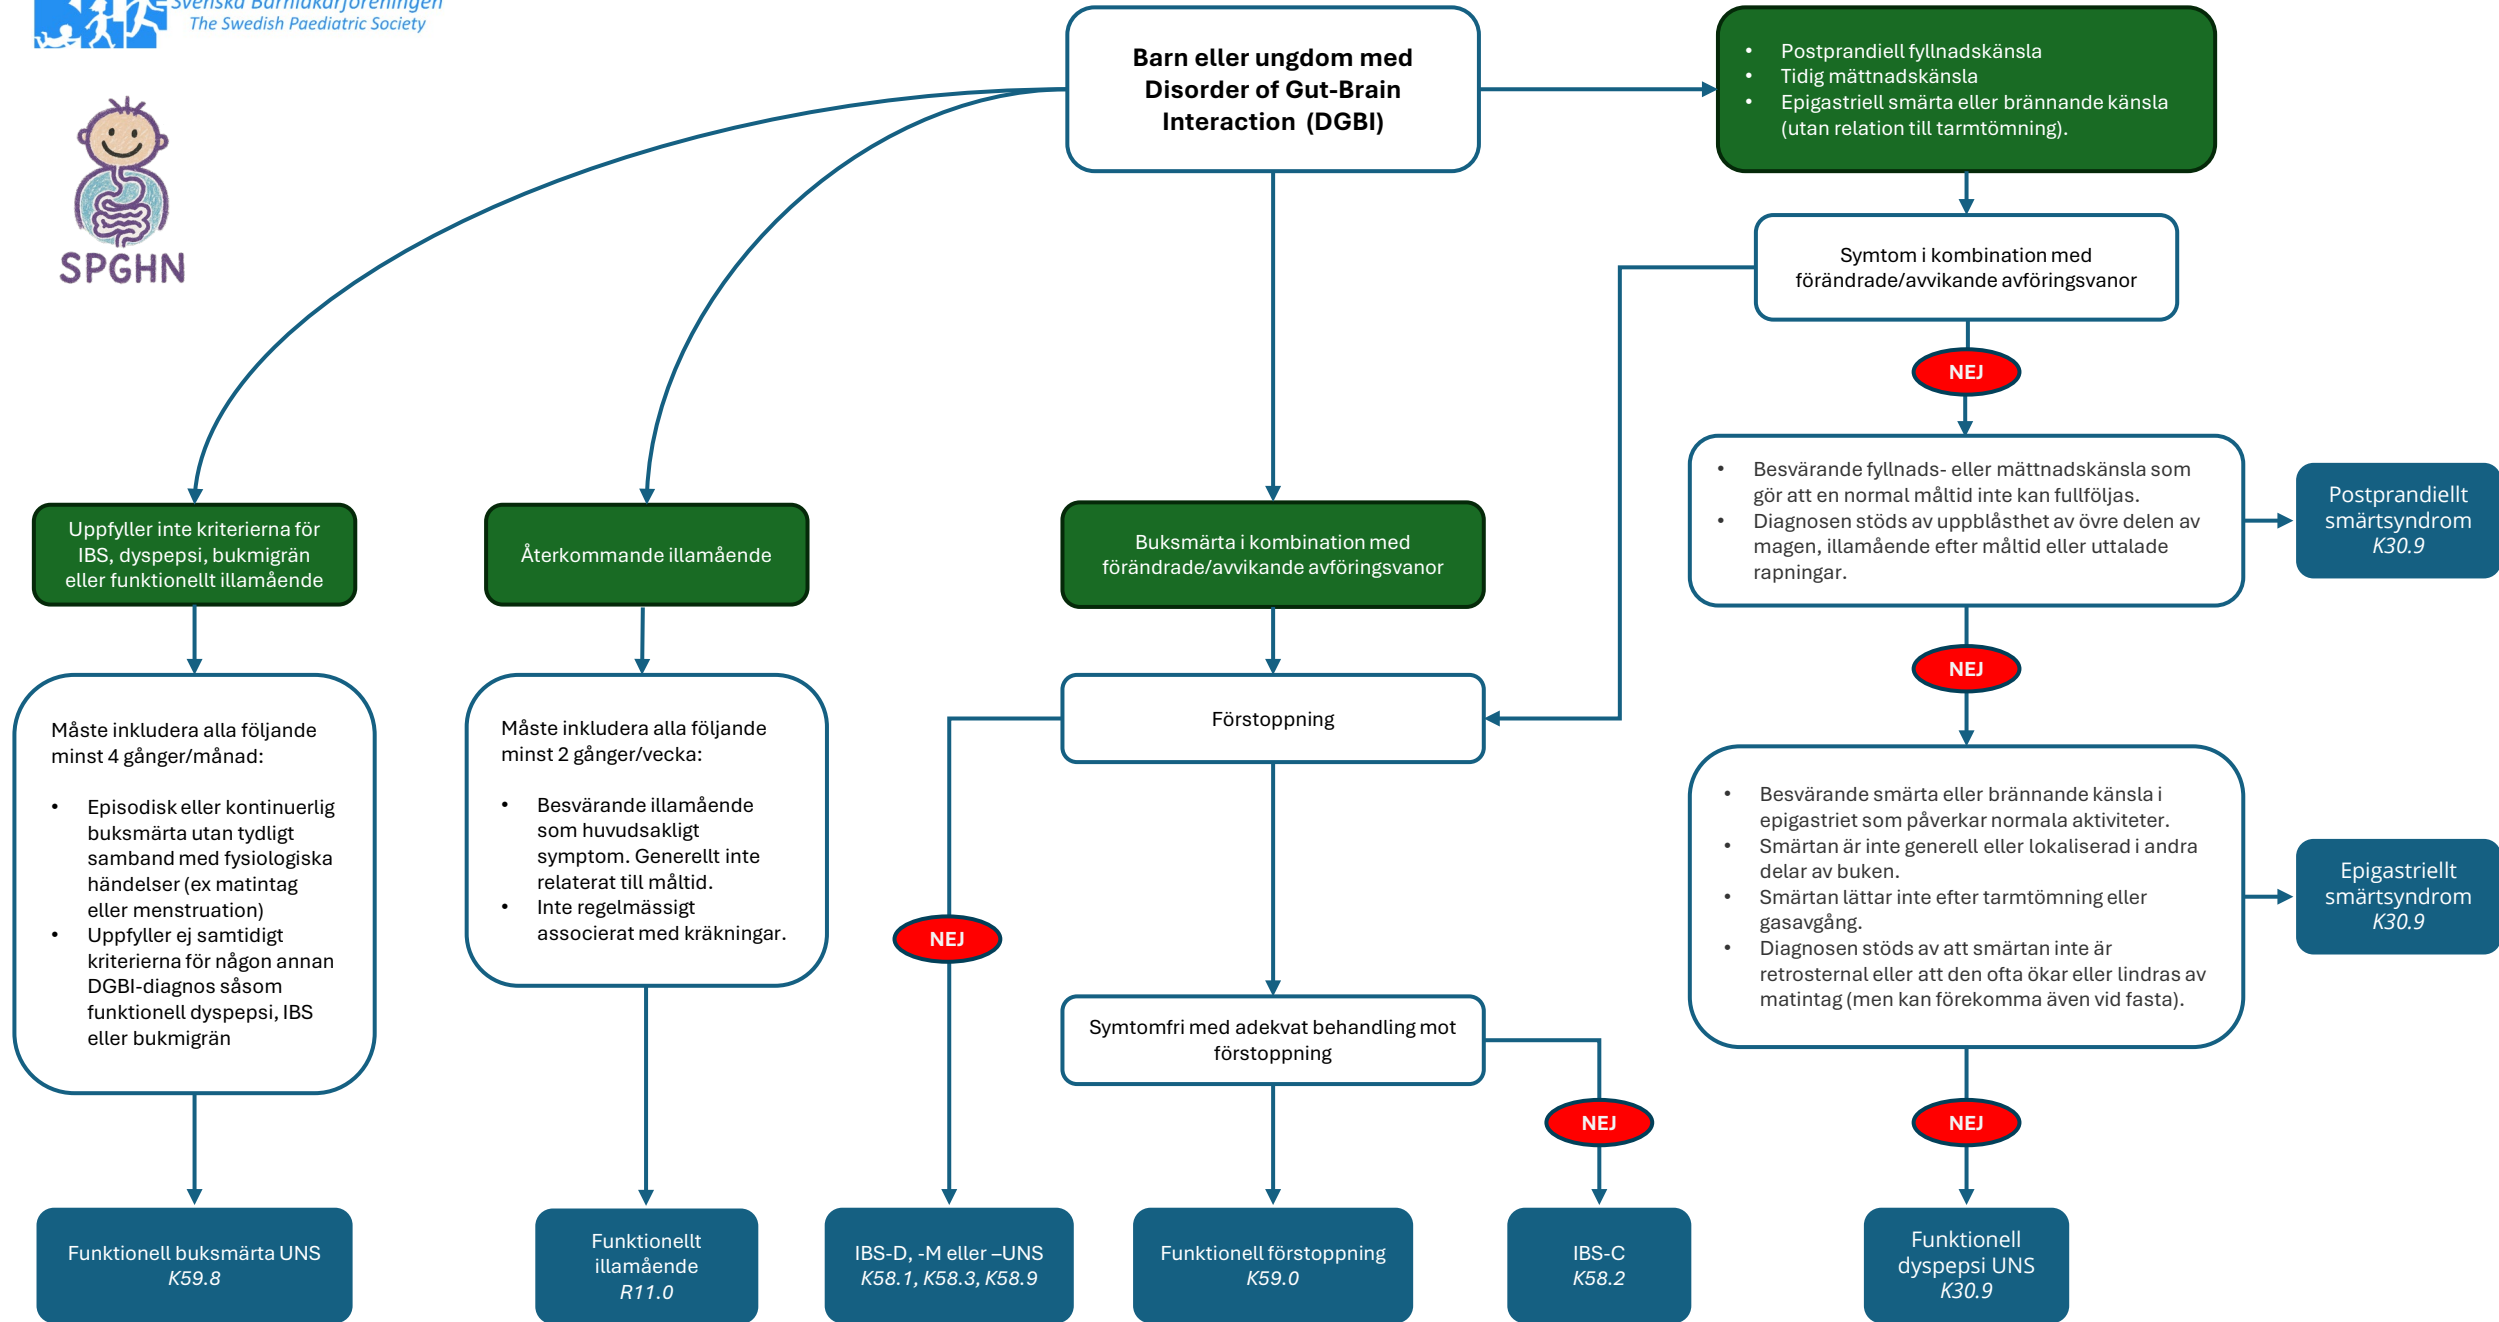 Svenska Barnläkarföreningen
The Swedish Paediatric Society
SPGHN
Barn eller ungdom med
Disorder of Gut-Brain
Interaction (DGBI)
• Postprandiell fyllnadskänsla
• Tidig mättnadskänsla
• Epigastriell smärta eller brännande känsla
(utan relation till tarmtömning).
Symtom i kombination med
förändrade/avvikande avföringsvanor
NEJ
• Besvärande fyllnads- eller mättnadskänsla som
gör att en normal måltid inte kan fullföljas.
• Diagnosen stöds av uppblåsthet av övre delen av
magen, illamående efter måltid eller uttalade
rapningar.
Postprandiellt
smärtsyndrom
K30.9
Uppfyller inte kriterierna för
IBS, dyspepsi, bukmigrän
eller funktionellt illamående
Återkommande illamående
Buksmärta i kombination med
förändrade/avvikande avföringsvanor
NEJ
Måste inkludera alla följande
minst 4 gånger/månad:
• Episodisk eller kontinuerlig
buksmärta utan tydligt
samband med fysiologiska
händelser (ex matintag
eller menstruation)
• Uppfyller ej samtidigt
kriterierna för någon annan
DGBI-diagnos såsom
funktionell dyspepsi, IBS
eller bukmigrän
Måste inkludera alla följande
minst 2 gånger/vecka:
• Besvärande illamående
som huvudsakligt
symptom. Generellt inte
relaterat till måltid.
• Inte regelmässigt
associerat med kräkningar.
Förstoppning
NEJ
• Besvärande smärta eller brännande känsla i
epigastriet som påverkar normala aktiviteter.
• Smärtan är inte generell eller lokaliserad i andra
delar av buken.
• Smärtan lättar inte efter tarmtömning eller
gasavgång.
• Diagnosen stöds av att smärtan inte är
retrosternal eller att den ofta ökar eller lindras av
matintag (men kan förekomma även vid fasta).
Epigastriellt
smärtsyndrom
K30.9
Symtomfri med adekvat behandling mot
förstoppning
NEJ
NEJ
Funktionell buksmärta UNS
K59.8
Funktionellt
illamående
R11.0
IBS-D, -M eller –UNS
K58.1, K58.3, K58.9
Funktionell förstoppning
K59.0
IBS-C
K58.2
Funktionell
dyspepsi UNS
K30.9